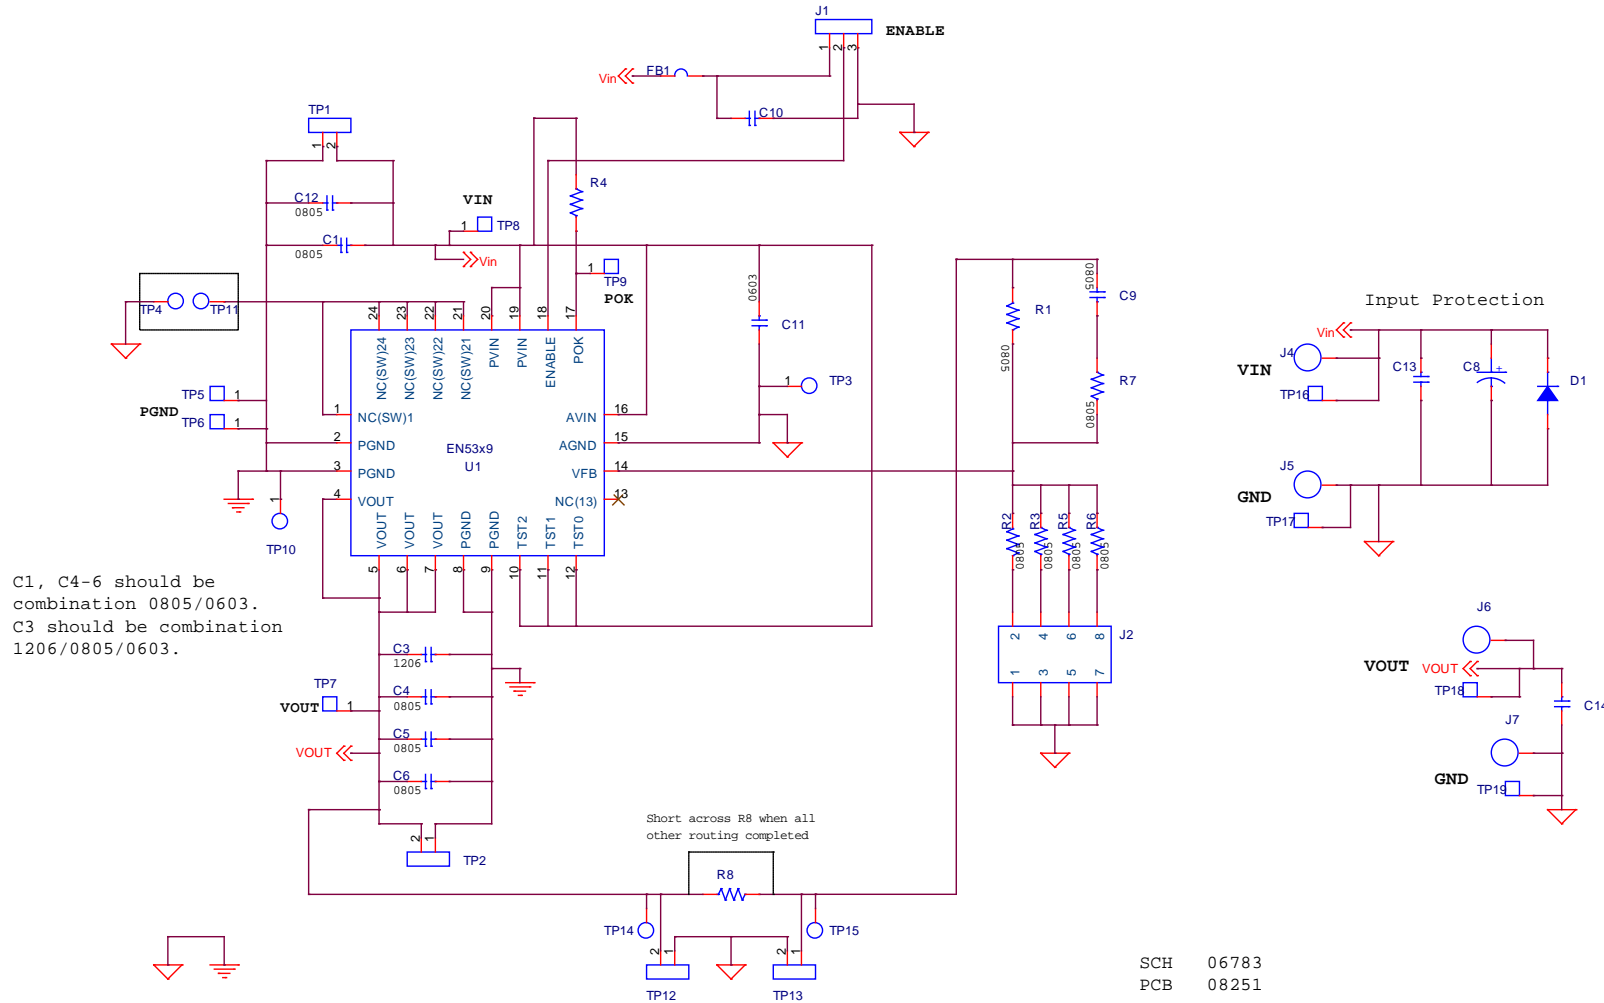 J1
ENABLE
1
2
3
Vin
FB1
C10
TP1
1
2
C12
0805
C1
0805
VIN
1
TP8
Vin
R4
1
TP9
POK
TP4
TP11
24
23
22
21
20
19
18
17
NC(SW)24
NC(SW)23
NC(SW)22
NC(SW)21
PVIN
PVIN
ENABLE
POK
0603
C11
1
TP3
TP5
1
PGND
TP6
1
1
NC(SW)1
2
PGND
3
PGND
4
VOUT
EN53x9
U1
AVIN
16
AGND
15
VFB
14
NC(13)
13
VOUT
VOUT
VOUT
PGND
PGND
TST2
TST1
TST0
5
6
7
8
9
10
11
12
1
TP10
C1, C4-6 should be
combination 0805/0603.
C3 should be combination
1206/0805/0603.
C3
1206
C4
0805
C5
0805
C6
0805
TP7
VOUT
1
VOUT
2
1
TP2
R1
0805
0805
C9
R7
0805
R2
0805
R3
0805
R5
0805
R6
0805
2
4
6
8
J2
1
3
5
7
Input Protection
Vin
J4
VIN
TP16
C13
C8
+
D1
J5
GND
TP17
J6
VOUT
VOUT
TP18
C14
J7
GND
TP19
Short across R8 when all
other routing completed
R8
TP14
TP15
2
1
TP12
2
1
TP13
SCH 06783
PCB 08251